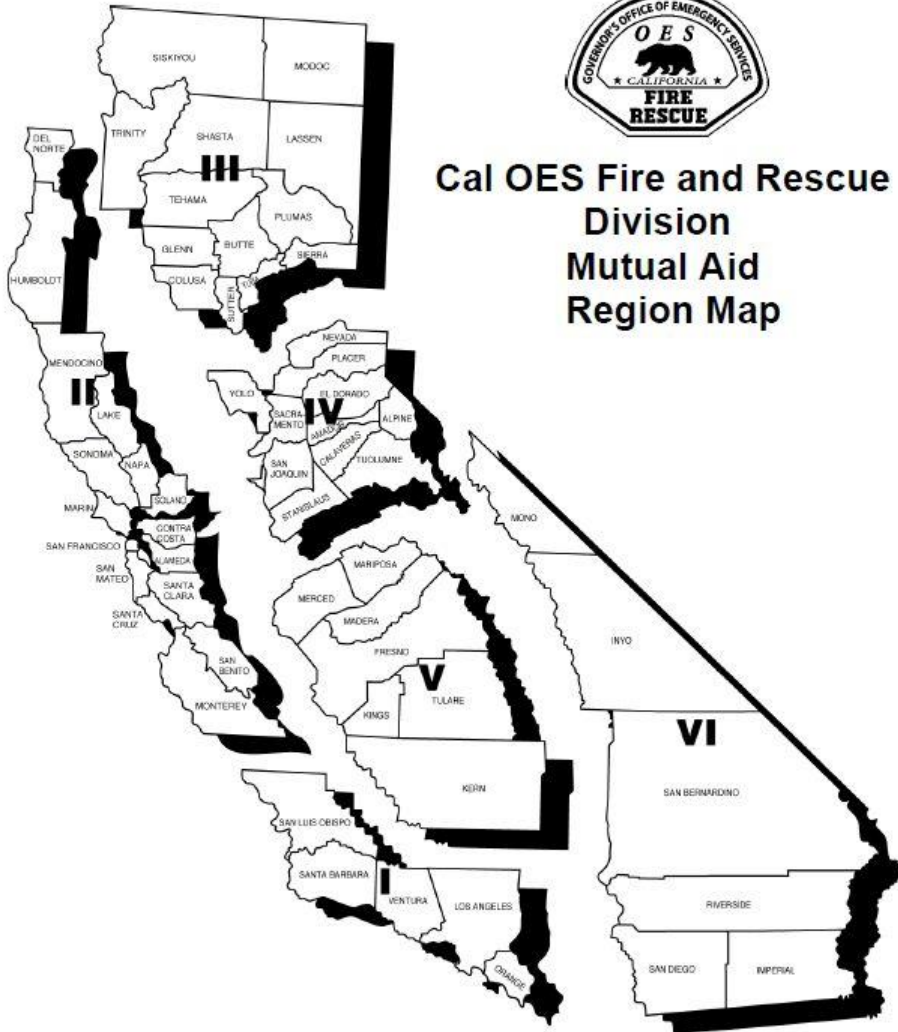 GOVERNOR'S OFFICE OF EMERGENCY SERVICES
OES
★ CALIFORNIA ★
FIRE
RESCUE
Cal OES Fire and Rescue
Division
Mutual Aid
Region Map
SISKIYOU
MODOC
TRINITY
SHASTA
LASSEN
III
TEHAMA
PLUMAS
GLENN
BUTTE
SIERRA
COLUSA
SUTTER
YUBA
DEL
NORTE
HUMBOLDT
MENDOCINO
II
LAKE
SONOMA
NAPA
MARIN
SOLANO
CONTRA
COSTA
SAN FRANCISCO
ALAMEDA
SAN
MATEO
SANTA
CLARA
SANTA
CRUZ
SAN
BENITO
MONTEREY
NEVADA
PLACER
YOLO
EL DORADO
SACRA-
MENTO
IV
AMADOR
ALPINE
CALAVERAS
SAN
JOAQUIN
TUOLUMNE
STANISLAUS
MARIPOSA
MERCED
MADERA
FRESNO
V
TULARE
KINGS
KERN
SAN LUIS OBISPO
SANTA BARBARA
I
VENTURA
LOS ANGELES
ORANGE
MONO
INYO
VI
SAN BERNARDINO
RIVERSIDE
SAN DIEGO
IMPERIAL